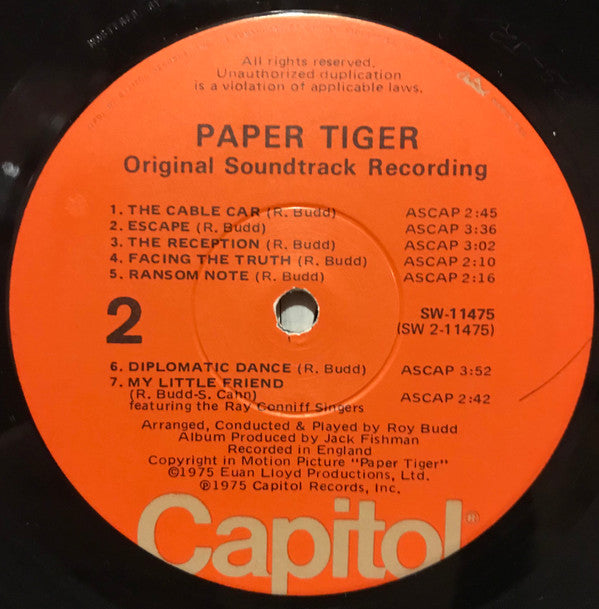 All rights reserved.
Unauthorized duplication
is a violation of applicable laws.
PAPER TIGER
Original Soundtrack Recording
1. THE CABLE CAR (R. Budd) ASCAP 2:45
2. ESCAPE (R. Budd) ASCAP 3:36
3. THE RECEPTION (R. Budd) ASCAP 3:02
4. FACING THE TRUTH (R. Budd) ASCAP 2:10
5. RANSOM NOTE (R. Budd) ASCAP 2:16
2
SW-11475
(SW 2-11475)
6. DIPLOMATIC DANCE (R. Budd) ASCAP 3:52
7. MY LITTLE FRIEND
(R. Budd-S. Cahn) ASCAP 2:42
featuring the Ray Conniff Singers
Arranged, Conducted & Played by Roy Budd
Album Produced by Jack Fishman
Recorded in England
Copyright in Motion Picture "Paper Tiger"
©1975 Euan Lloyd Productions, Ltd.
℗1975 Capitol Records, Inc.
Capitol®